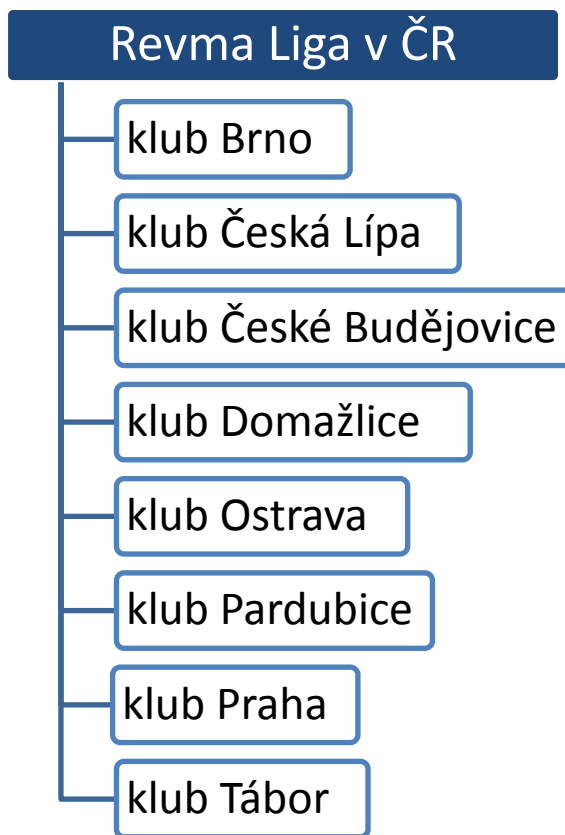 Revma Liga v ČR
klub Brno
klub Česká Lípa
klub České Budějovice
klub Domažlice
klub Ostrava
klub Pardubice
klub Praha
klub Tábor